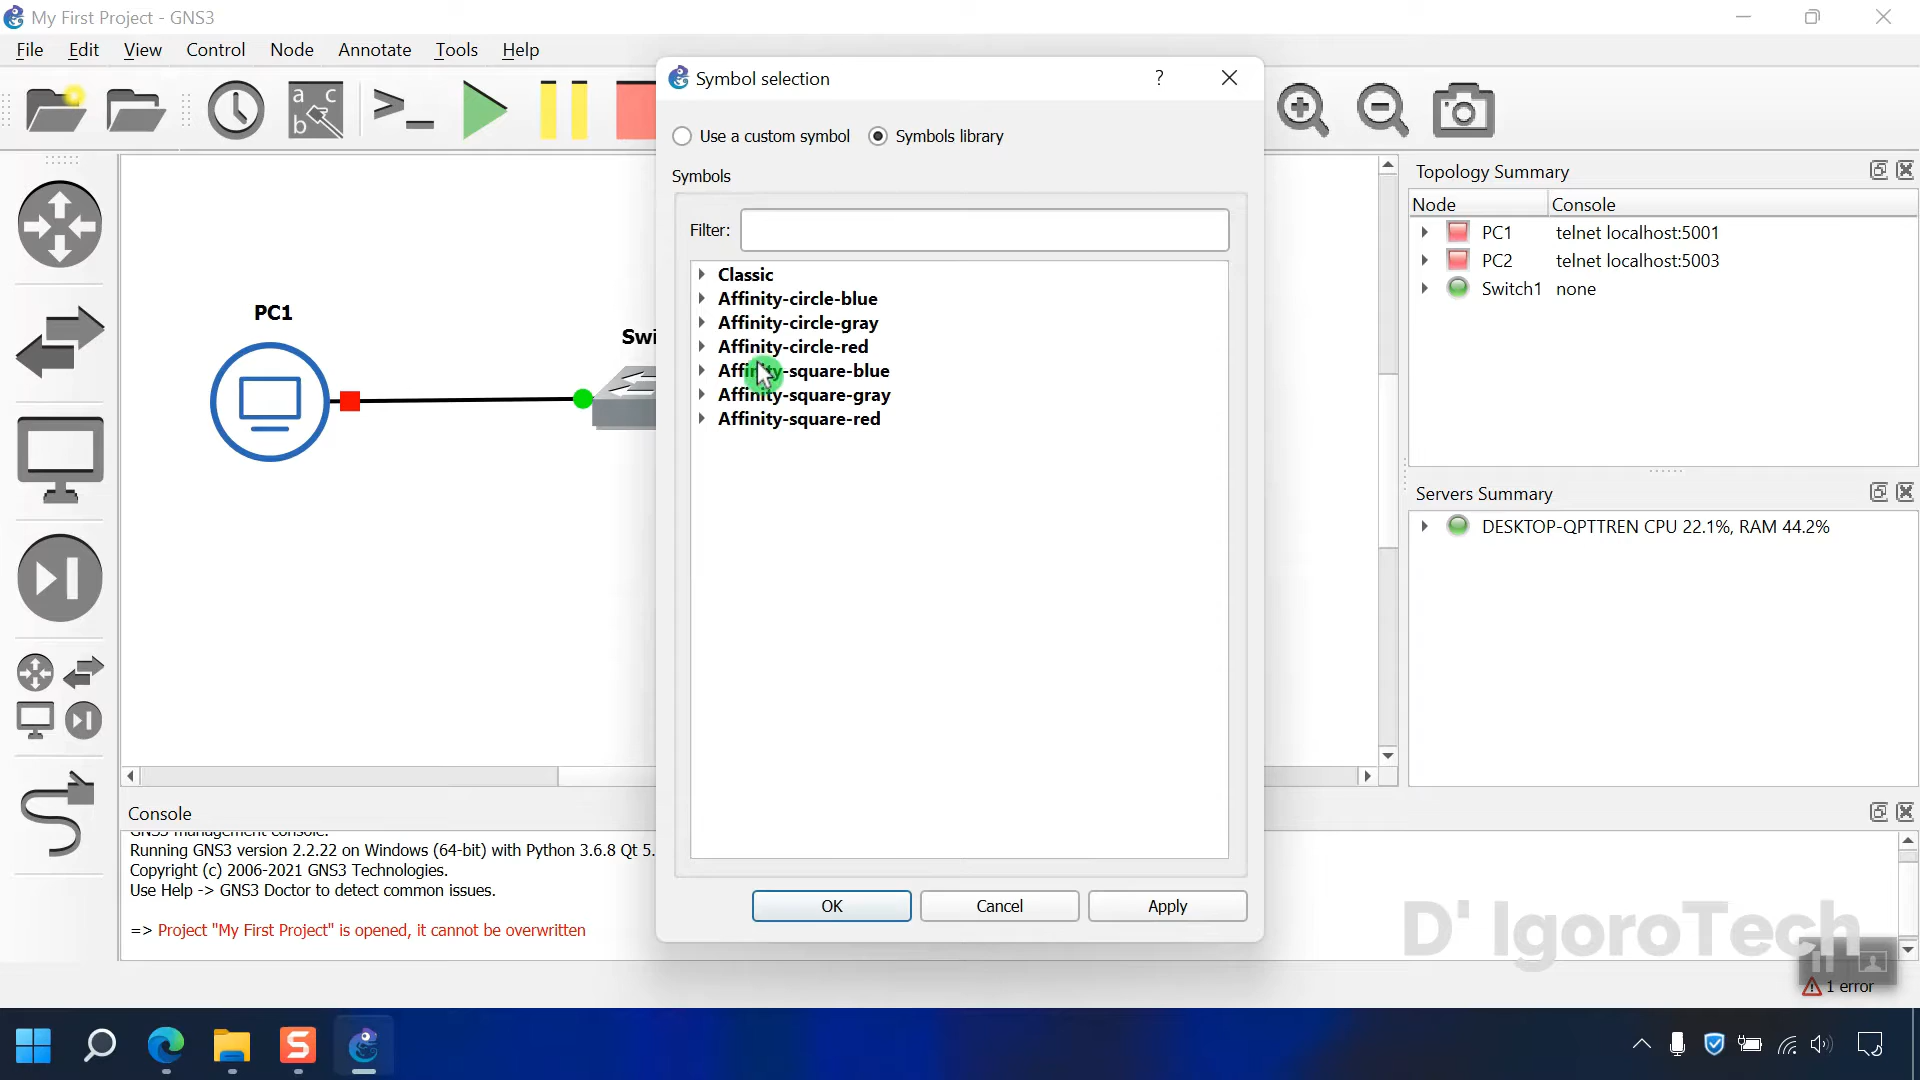 My First Project - GNS3
File Edit View Control Node Annotate Tools Help
a c
b
Symbol selection
?
Use a custom symbol Symbols library
Symbols
Filter:
Classic
Affinity-circle-blue
Affinity-circle-gray
Affinity-circle-red
Affinity-square-blue
Affinity-square-gray
Affinity-square-red
OK Cancel Apply
PC1
Swi
Topology Summary
Node Console
PC1 telnet localhost:5001
PC2 telnet localhost:5003
Switch1 none
Servers Summary
DESKTOP-QPTTREN CPU 22.1%, RAM 44.2%
Console
GNS3 management console.
Running GNS3 version 2.2.22 on Windows (64-bit) with Python 3.6.8 Qt 5.
Copyright (c) 2006-2021 GNS3 Technologies.
Use Help -> GNS3 Doctor to detect common issues.
=> Project "My First Project" is opened, it cannot be overwritten
D' IgoroTech
1 error
S